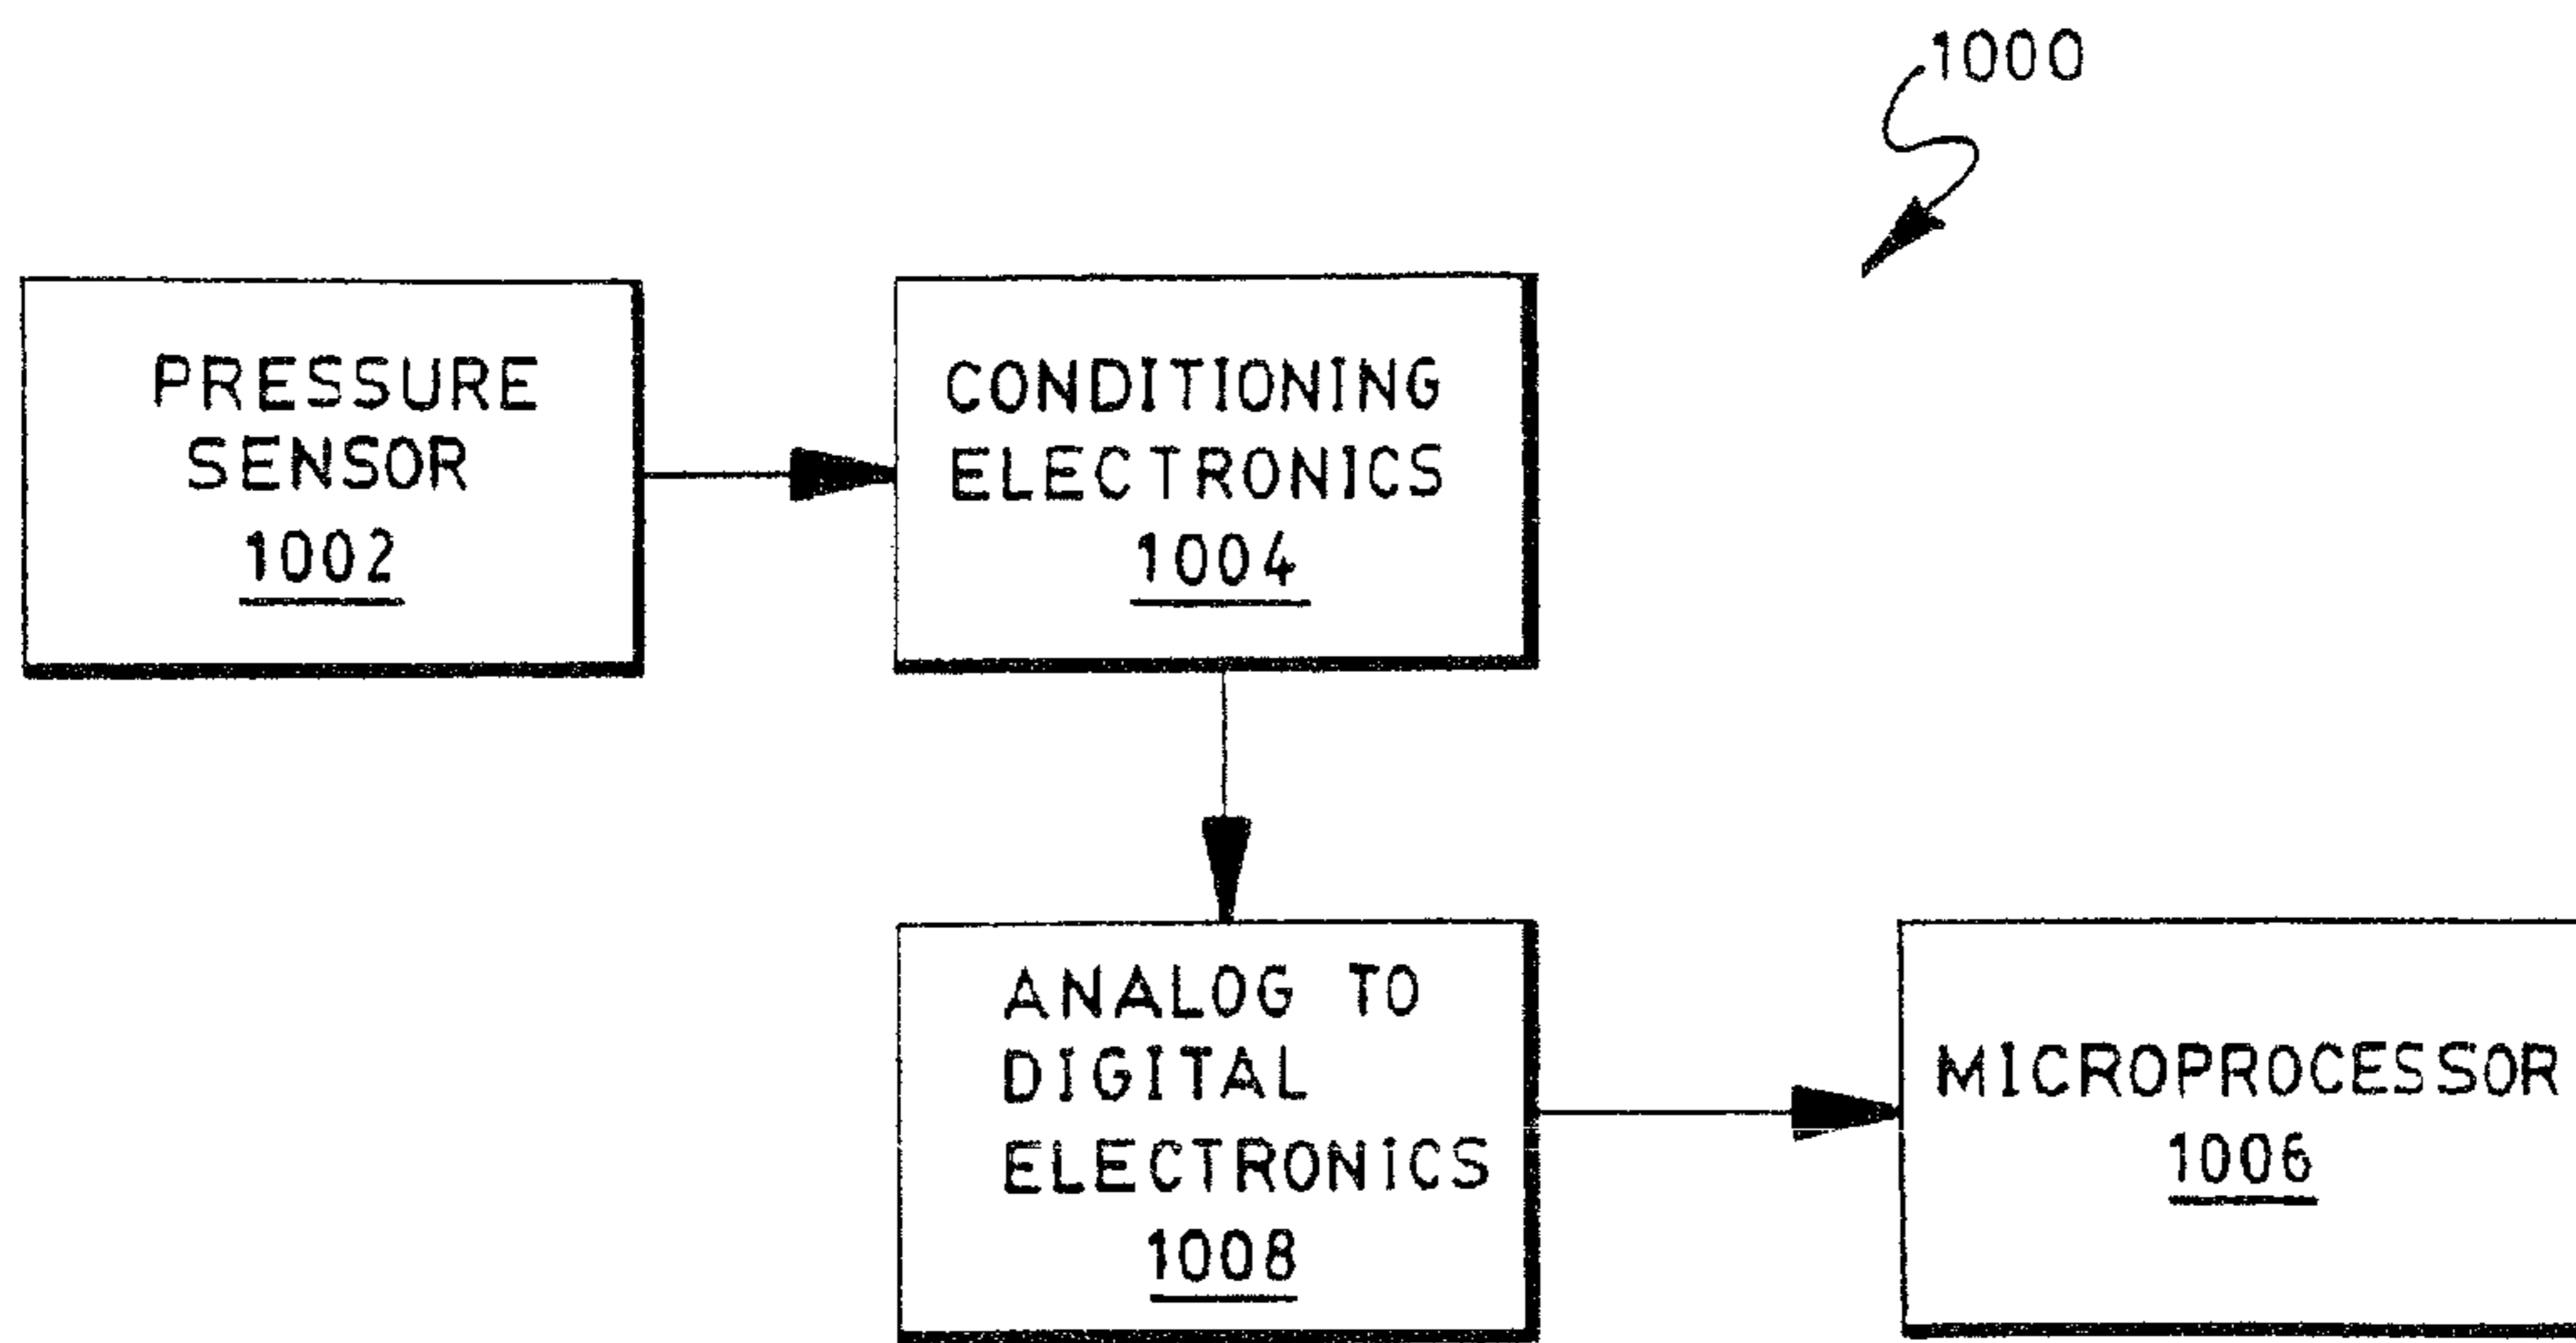 1000
PRESSURE
SENSOR
1002
CONDITIONING
ELECTRONICS
1004
ANALOG TO
DIGITAL
ELECTRONICS
1008
MICROPROCESSOR
1006